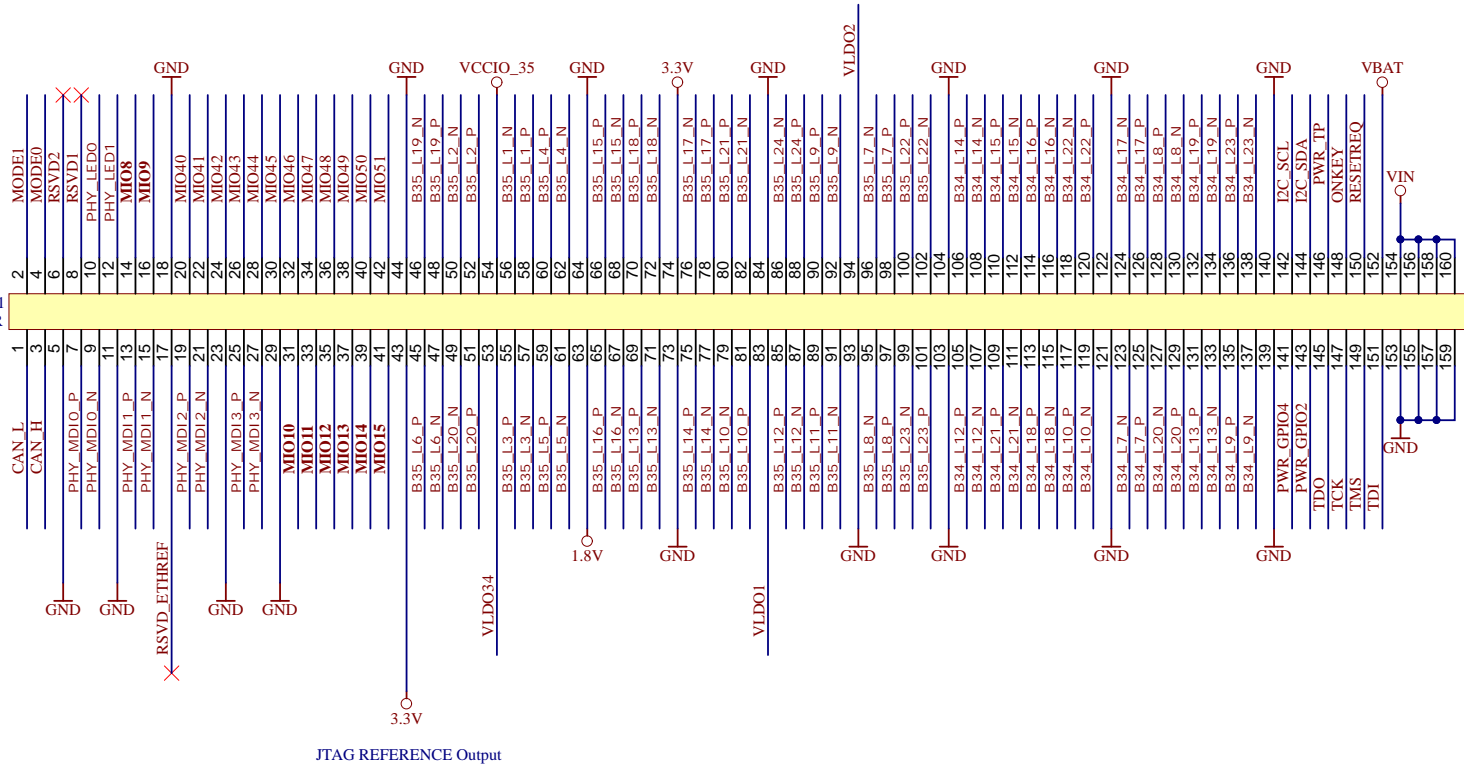 VLDO2
GND
GND
VCCIO_35
GND
3.3V
GND
GND
GND
GND
VBAT
MODE1
MODE0
RSVD2
RSVD1
PHY_LED0
PHY_LED1
MIO8
MIO9
MIO40
MIO41
MIO42
MIO43
MIO44
MIO45
MIO46
MIO47
MIO48
MIO49
MIO50
MIO51
B35_L19_N
B35_L19_P
B35_L2_N
B35_L2_P
B35_L1_N
B35_L1_P
B35_L4_P
B35_L4_N
B35_L15_P
B35_L15_N
B35_L18_P
B35_L18_N
B35_L17_N
B35_L17_P
B35_L21_P
B35_L21_N
B35_L24_N
B35_L24_P
B35_L9_P
B35_L9_N
B35_L7_N
B35_L7_P
B35_L22_P
B35_L22_N
B34_L14_P
B34_L14_N
B34_L15_P
B34_L15_N
B34_L16_P
B34_L16_N
B34_L22_N
B34_L22_P
B34_L17_N
B34_L17_P
B34_L8_P
B34_L8_N
B34_L19_P
B34_L19_N
B34_L23_P
B34_L23_N
I2C_SCL
I2C_SDA
PWR_TP
ONKEY
RESETREQ
VIN
2
4
6
8
10
12
14
16
18
20
22
24
26
28
30
32
34
36
38
40
42
44
46
48
50
52
54
56
58
60
62
64
66
68
70
72
74
76
78
80
82
84
86
88
90
92
94
96
98
100
102
104
106
108
110
112
114
116
118
120
122
124
126
128
130
132
134
136
138
140
142
144
146
148
150
152
154
156
158
160
1
3
5
7
9
11
13
15
17
19
21
23
25
27
29
31
33
35
37
39
41
43
45
47
49
51
53
55
57
59
61
63
65
67
69
71
73
75
77
79
81
83
85
87
89
91
93
95
97
99
101
103
105
107
109
111
113
115
117
119
121
123
125
127
129
131
133
135
137
139
141
143
145
147
149
151
153
155
157
159
CAN_L
CAN_H
PHY_MDI0_P
PHY_MDI0_N
PHY_MDI1_P
PHY_MDI1_N
PHY_MDI2_P
PHY_MDI2_N
PHY_MDI3_P
PHY_MDI3_N
MIO10
MIO11
MIO12
MIO13
MIO14
MIO15
B35_L6_P
B35_L6_N
B35_L20_N
B35_L20_P
B35_L3_P
B35_L3_N
B35_L5_P
B35_L5_N
B35_L16_P
B35_L16_N
B35_L13_P
B35_L13_N
B35_L14_P
B35_L14_N
B35_L10_N
B35_L10_P
B35_L12_P
B35_L12_N
B35_L11_P
B35_L11_N
B35_L8_N
B35_L8_P
B35_L23_N
B35_L23_P
B34_L12_P
B34_L12_N
B34_L21_P
B34_L21_N
B34_L18_P
B34_L18_N
B34_L10_P
B34_L10_N
B34_L7_N
B34_L7_P
B34_L20_N
B34_L20_P
B34_L13_P
B34_L13_N
B34_L9_P
B34_L9_N
PWR_GPIO4
PWR_GPIO2
TDO
TCK
TMS
TDI
GND
1.8V
GND
GND
GND
GND
GND
GND
GND
GND
GND
RSVD_ETHREF
VLDO34
VLDO1
3.3V
JTAG REFERENCE Output